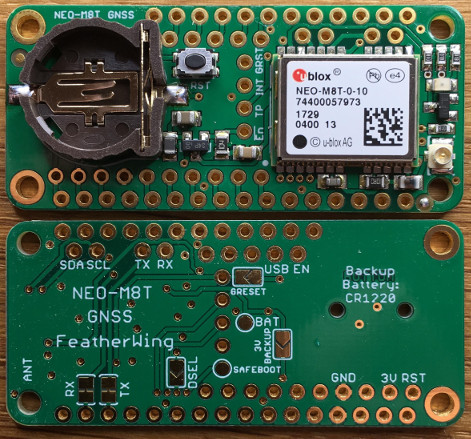 NEO-M8T GNSS
RST
En TP INT GRST
ublox®
e4
NEO-M8T-0-10
74400057973
1729
0400 13
© u-blox AG
SDA SCL TX RX
USB EN
GRESET
NEO-M8T
GNSS
FeatherWing
Backup
Battery:
CR1220
BAT
3V
BACKUP
SAFEBOOT
DSEL
ANT
RX
TX
GND 3V RST